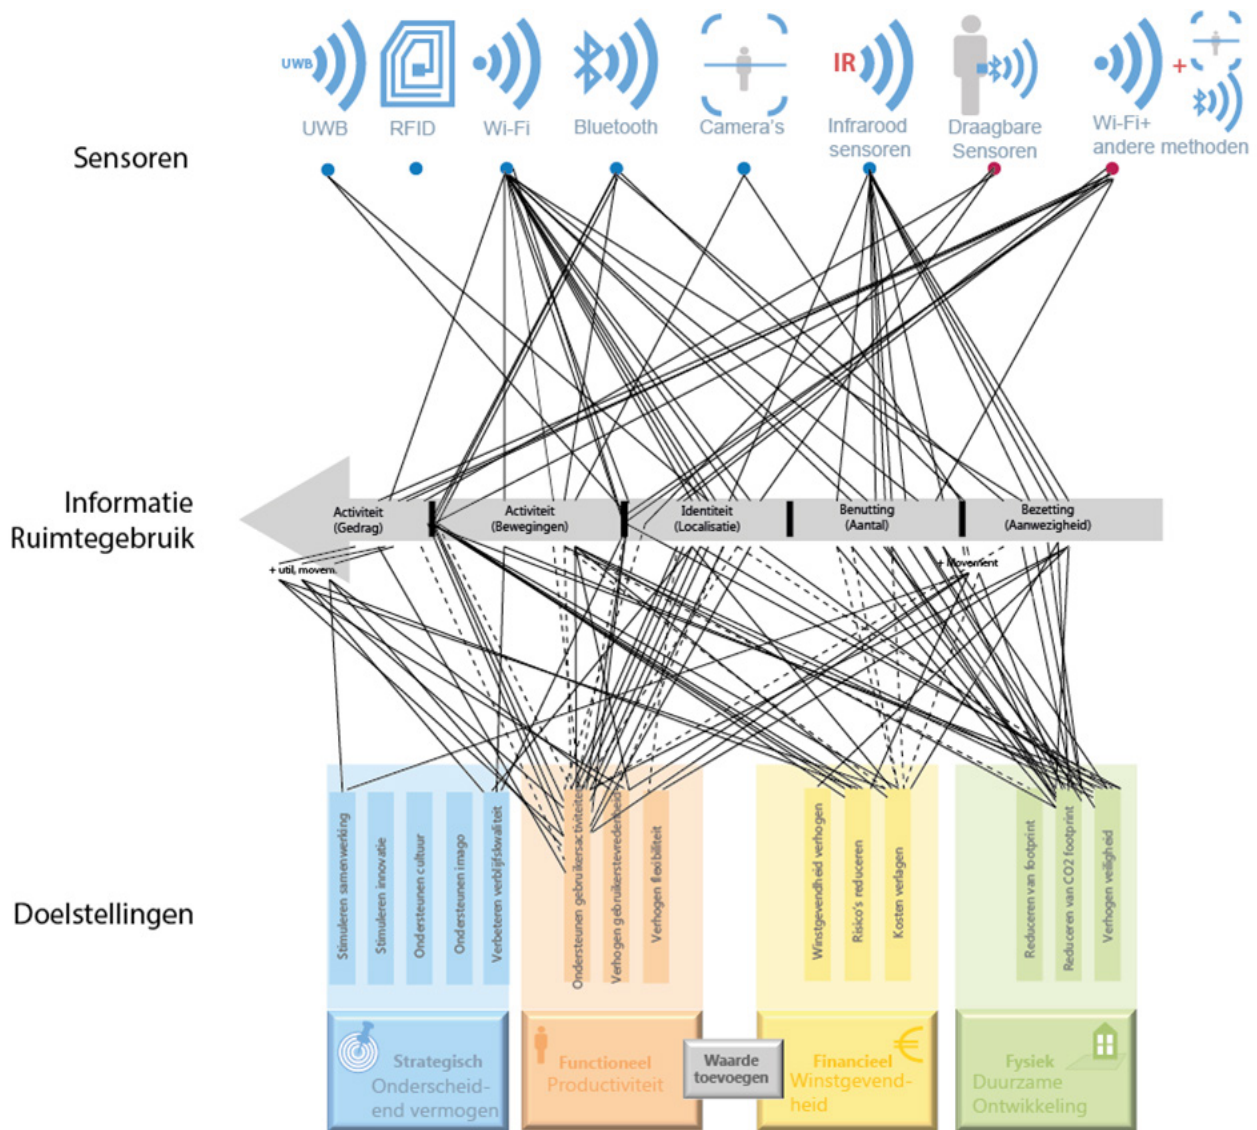 UWB
IR
+
UWB
RFID
Wi-Fi
Bluetooth
Camera's
Infrarood
sensoren
Draagbare
Sensoren
Wi-Fi+
andere methoden
Sensoren
Informatie
Ruimtegebruik
Activiteit
(Gedrag)
Activiteit
(Bewegingen)
Identiteit
(Localisatie)
Benutting
(Aantal)
Bezetting
(Aanwezigheid)
+ util, movem.
+ Movement
Doelstellingen
Stimuleren samenwerking
Stimuleren innovatie
Ondersteunen cultuur
Ondersteunen imago
Verbeteren verblijfskwaliteit
Ondersteunen gebruikersactiviteiten
Verhogen gebruikerstevredenheid
Verhogen flexibiliteit
Winstgevendheid verhogen
Risico's reduceren
Kosten verlagen
Reduceren van footprint
Reduceren van CO2 footprint
Verhogen veiligheid
Strategisch
Onderscheid-
end vermogen
Functioneel
Productiviteit
Waarde
toevoegen
Financieel
Winstgevend-
heid
€
Fysiek
Duurzame
Ontwikkeling